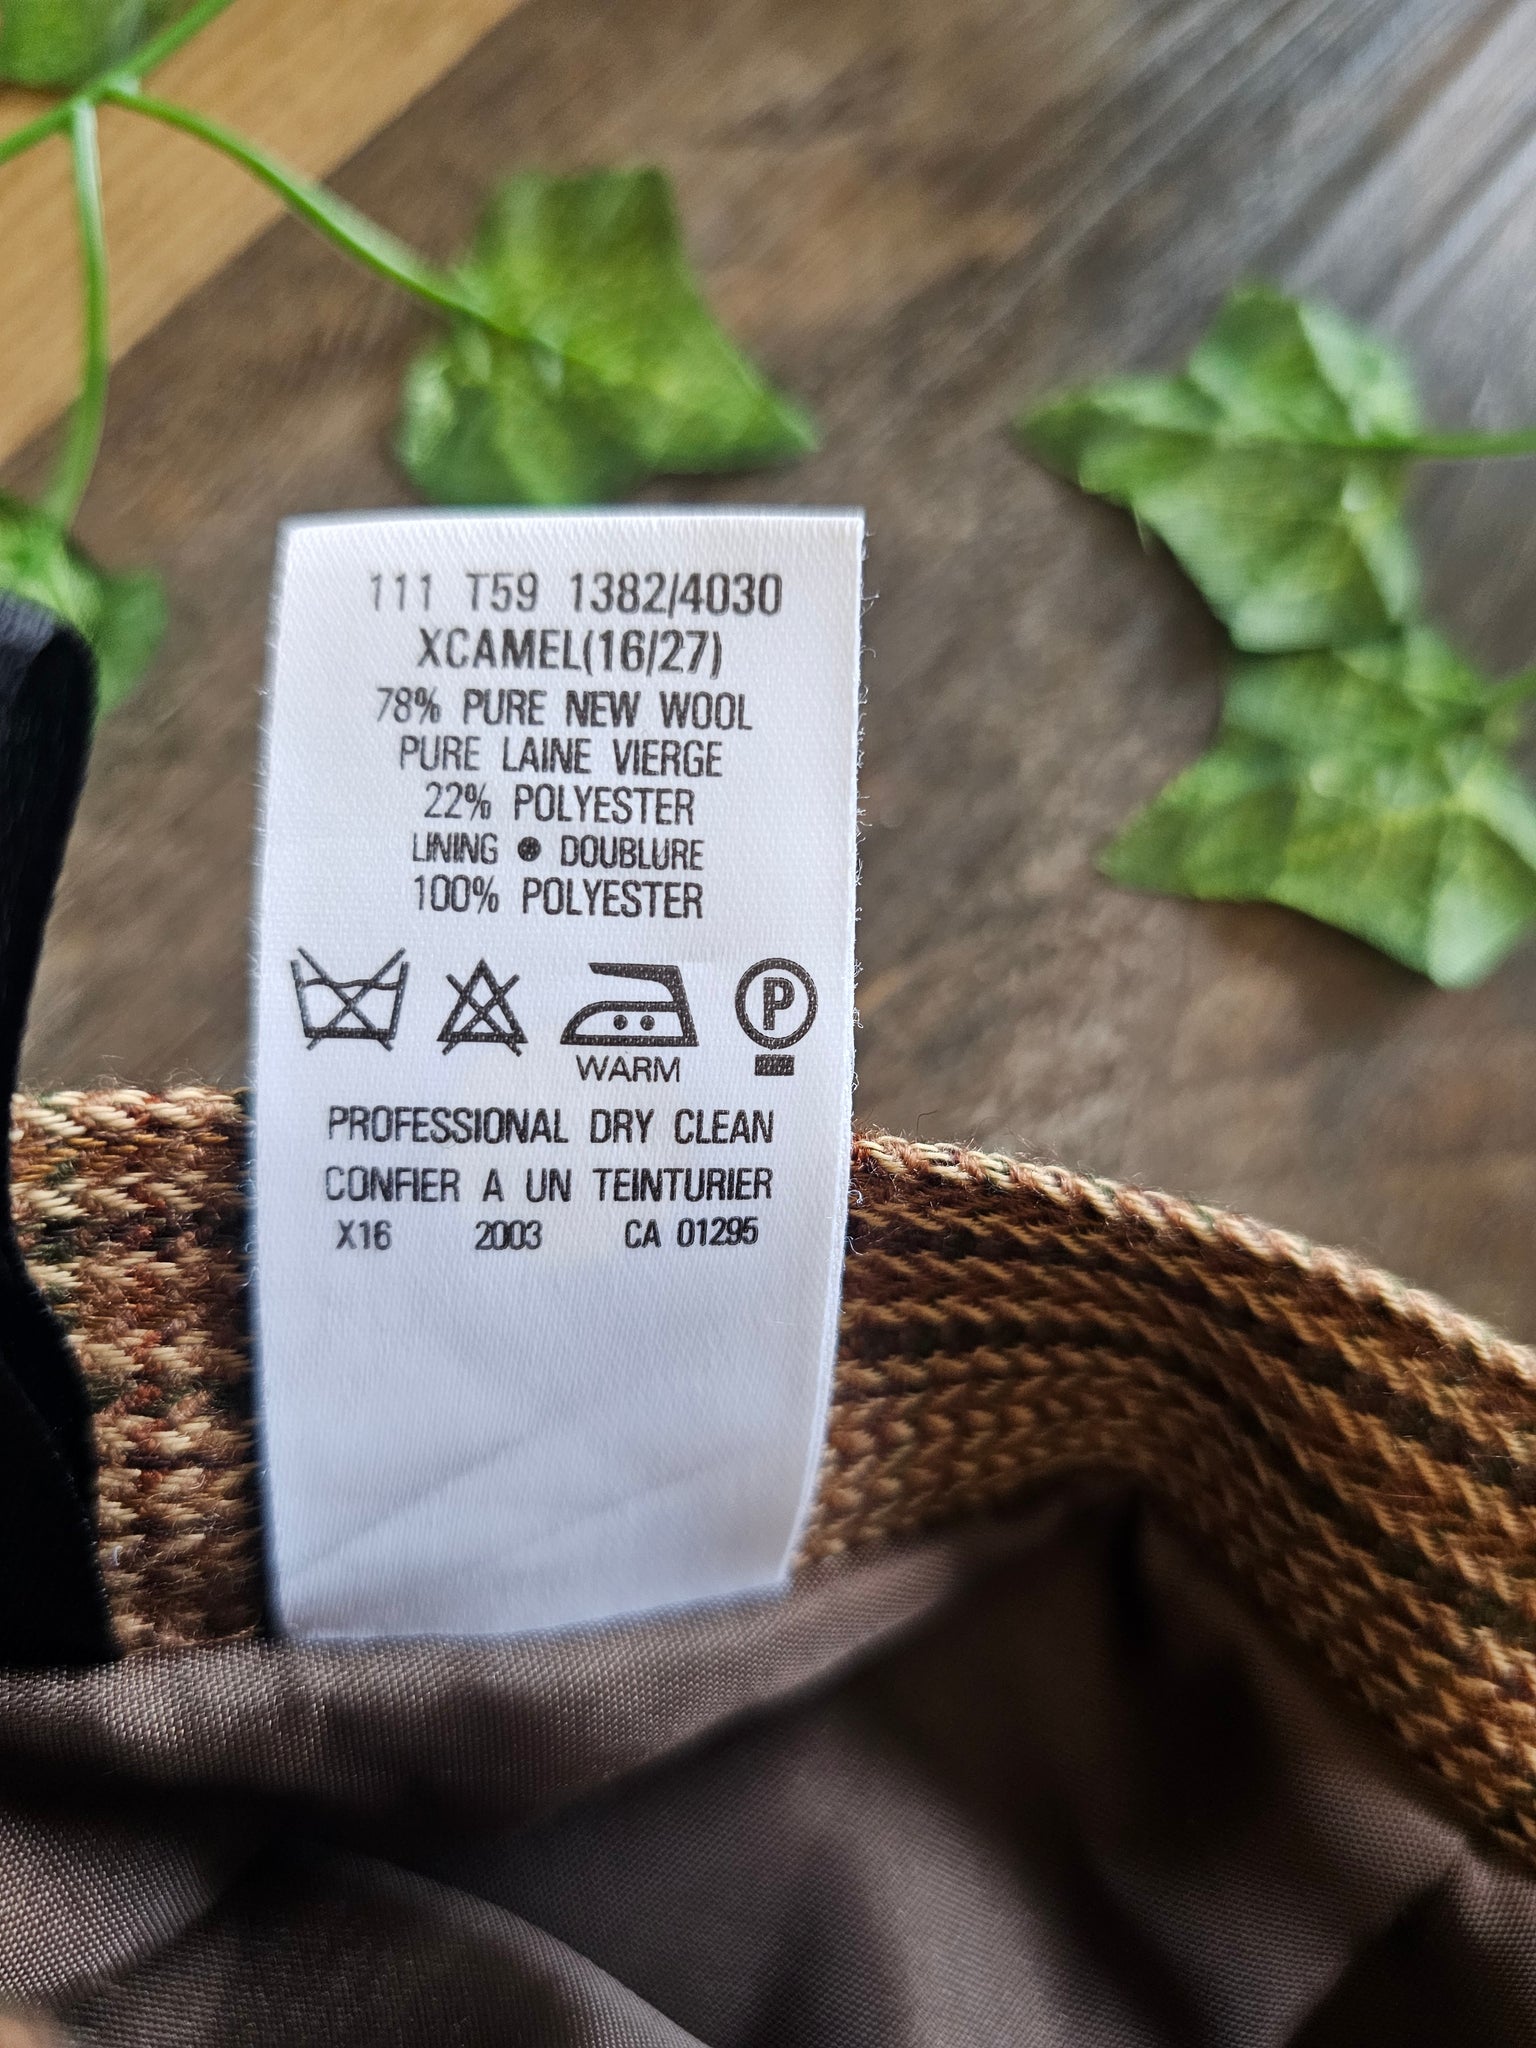 111 T59 1382/4030
XCAMEL(16/27)
78% PURE NEW WOOL
PURE LAINE VIERGE
22% POLYESTER
LINING ● DOUBLURE
100% POLYESTER
P
WARM
PROFESSIONAL DRY CLEAN
CONFIER A UN TEINTURIER
X16 2003 CA 01295